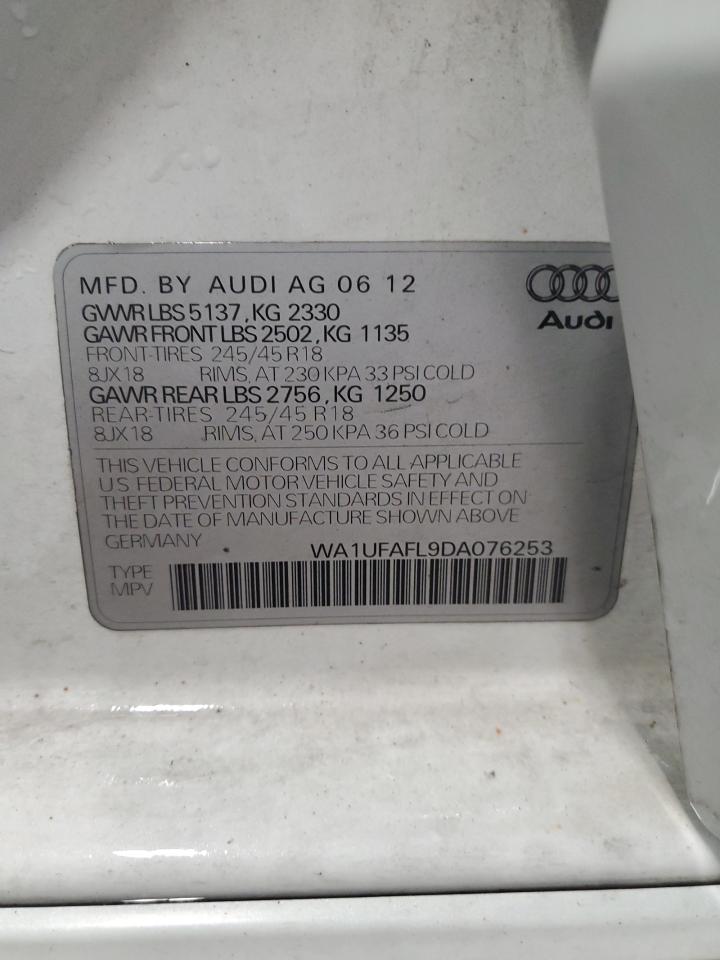 MFD. BY AUDI AG 06 12
Audi
GVWR LBS 5137, KG 2330
GAWR FRONT LBS 2502, KG 1135
FRONT-TIRES 245/45 R18
8JX18 RIMS, AT 230 KPA 33 PSI COLD
GAWR REAR LBS 2756, KG 1250
REAR-TIRES 245/45 R18
8JX18 RIMS, AT 250 KPA 36 PSI COLD
THIS VEHICLE CONFORMS TO ALL APPLICABLE
U.S. FEDERAL MOTOR VEHICLE SAFETY AND
THEFT PREVENTION STANDARDS IN EFFECT ON
THE DATE OF MANUFACTURE SHOWN ABOVE
GERMANY WA1UFAFL9DA076253
TYPE
MPV